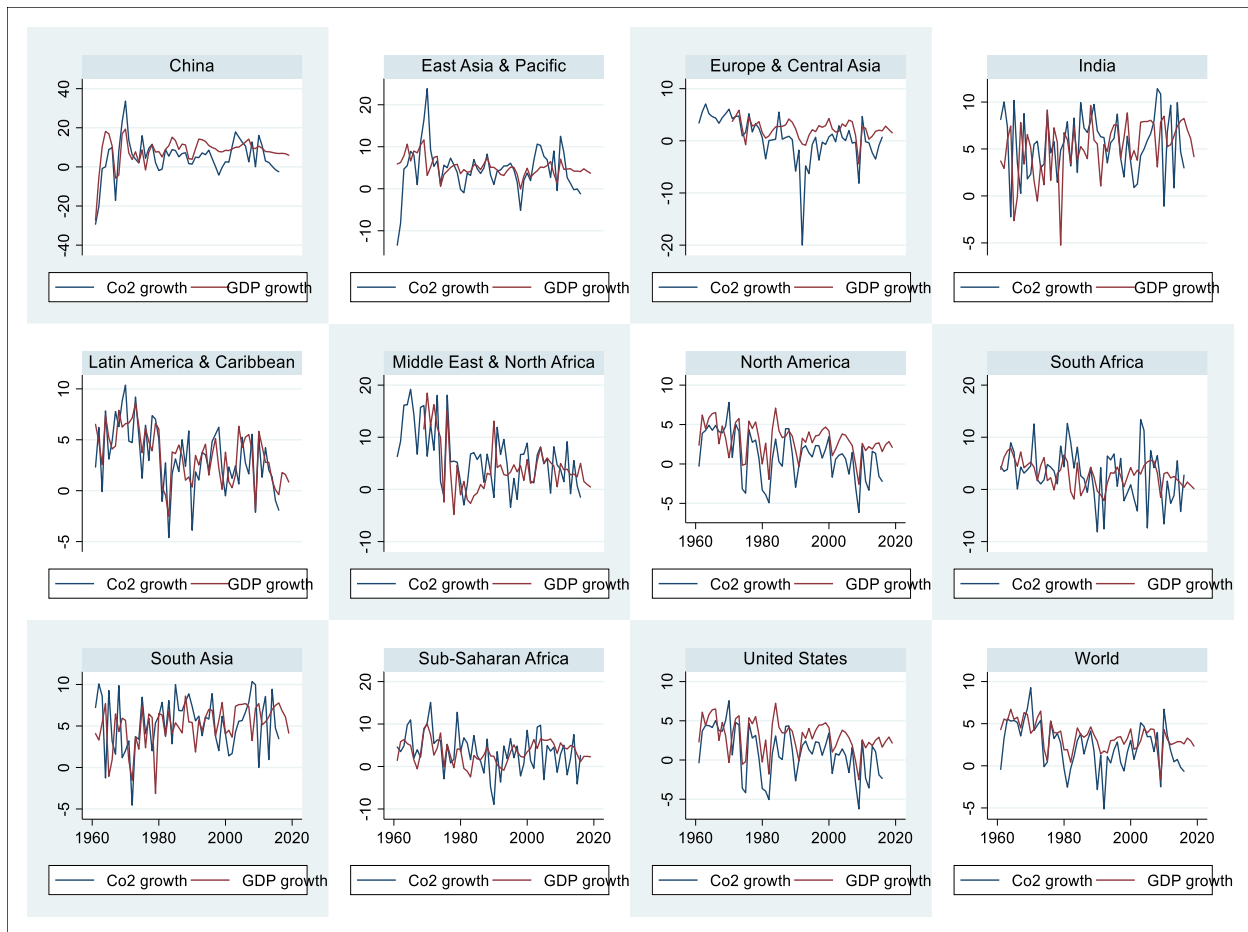 China
40
20
0
-20
-40
Co2 growth GDP growth
East Asia & Pacific
20
10
0
-10
Co2 growth GDP growth
Europe & Central Asia
10
0
-10
-20
Co2 growth GDP growth
India
10
5
0
-5
Co2 growth GDP growth
Latin America & Caribbean
10
5
0
-5
Co2 growth GDP growth
Middle East & North Africa
20
10
0
-10
Co2 growth GDP growth
North America
10
5
0
-5
1960 1980 2000 2020
Co2 growth GDP growth
South Africa
20
10
0
-10
Co2 growth GDP growth
South Asia
10
5
0
-5
1960 1980 2000 2020
Co2 growth GDP growth
Sub-Saharan Africa
20
10
0
-10
1960 1980 2000 2020
Co2 growth GDP growth
United States
10
5
0
-5
1960 1980 2000 2020
Co2 growth GDP growth
World
10
5
0
-5
1960 1980 2000 2020
Co2 growth GDP growth